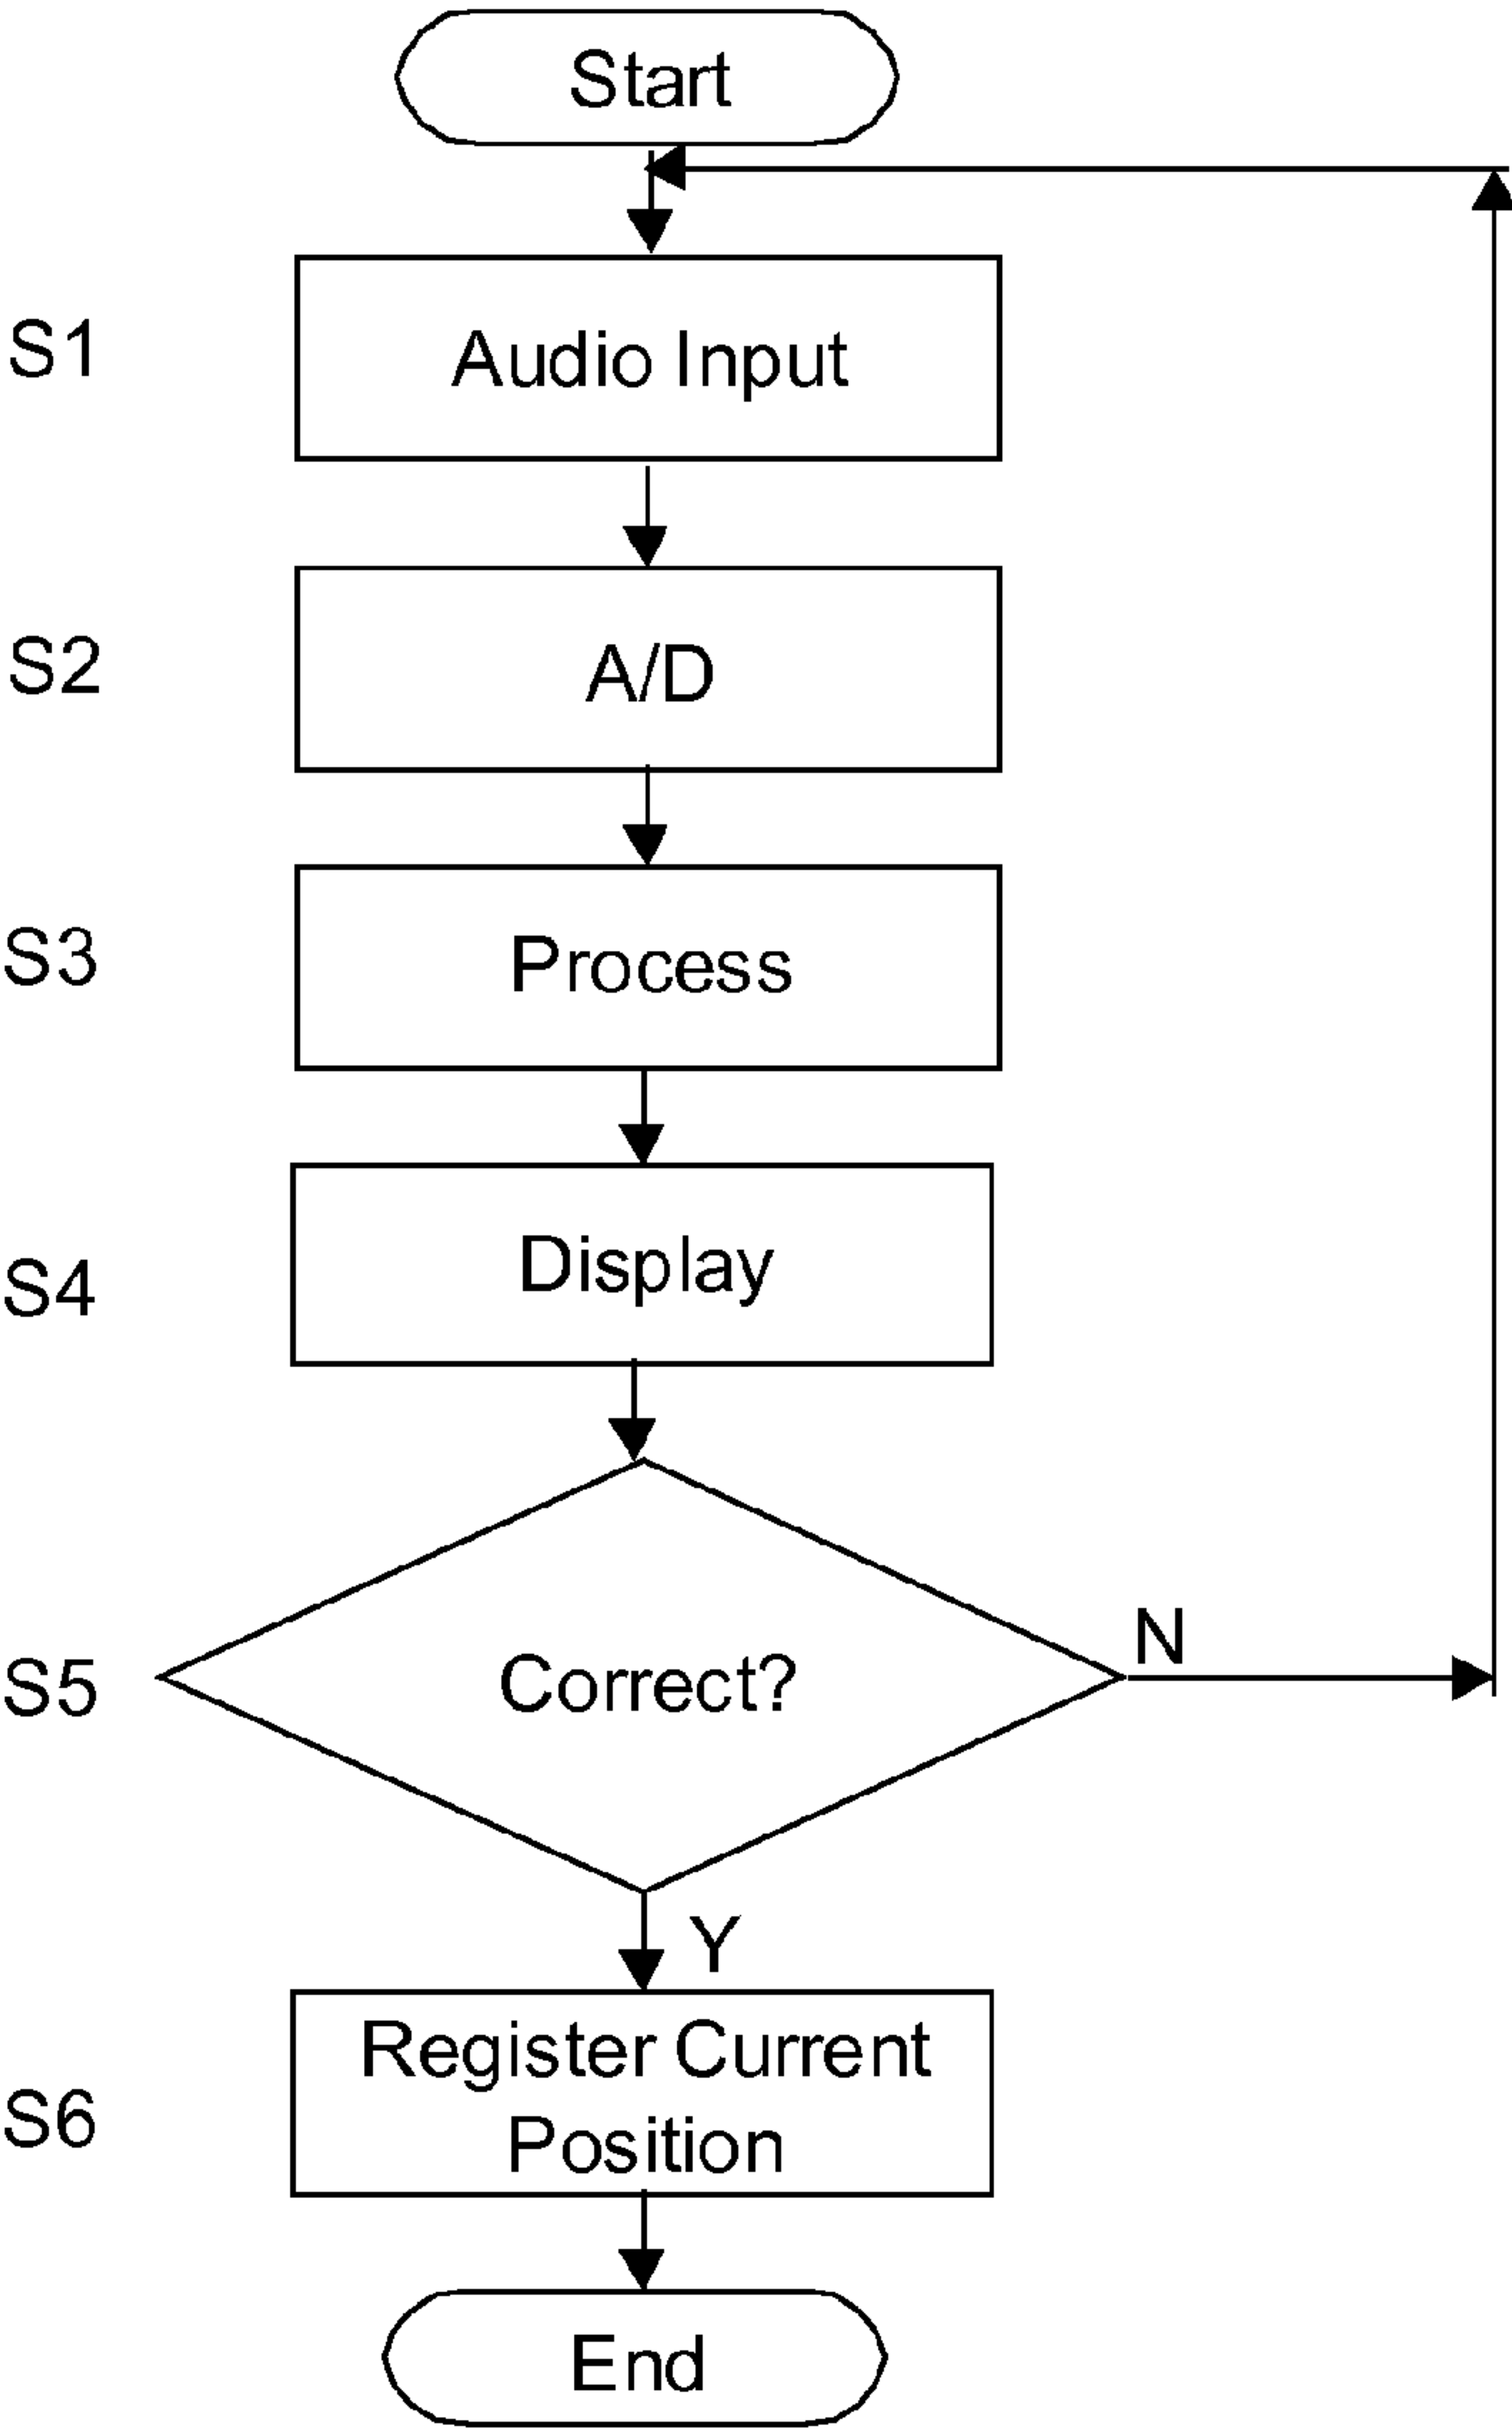 Start
S1
Audio Input
S2
A/D
S3
Process
S4
Display
S5
Correct?
N
Y
S6
Register Current
Position
End